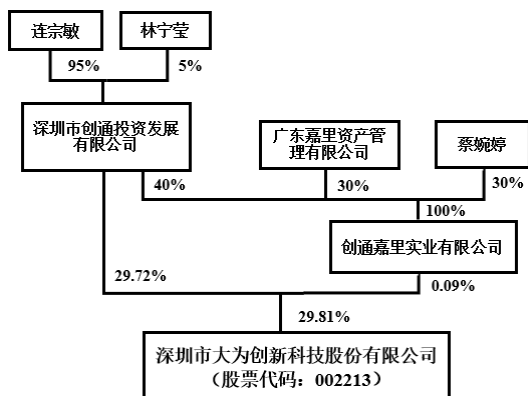 连宗敏
林宁莹
95%
5%
深圳市创通投资发展
有限公司
广东嘉里资产管
理有限公司
蔡婉婷
40%
30%
30%
100%
创通嘉里实业有限公司
29.72%
0.09%
29.81%
深圳市大为创新科技股份有限公司
（股票代码：002213）